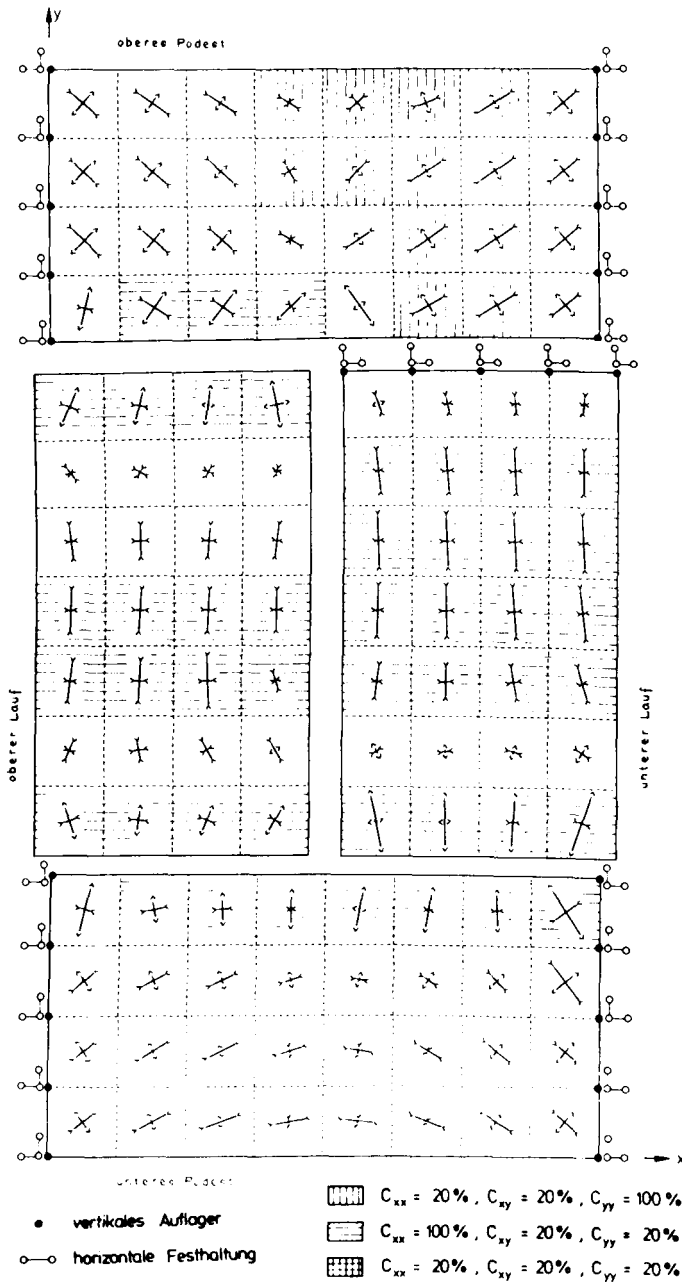 y
oberes Podest
oberer Lauf
unterer Lauf
x
unteres Podest
C_xx = 20%, C_xy = 20%, C_yy = 100%
• vertikales Auflager
C_xx = 100%, C_xy = 20%, C_yy = 20%
horizontale Festhaltung
C_xx = 20%, C_xy = 20%, C_yy = 20%